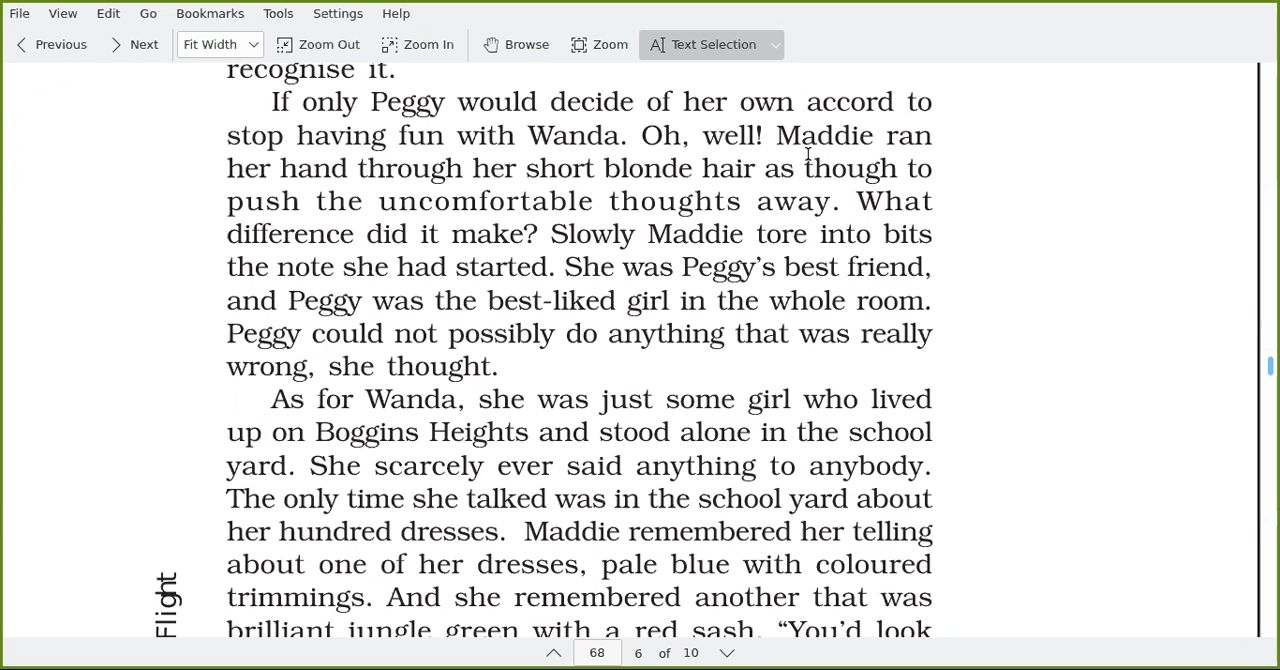 File View Edit Go Bookmarks Tools Settings Help
Previous Next Fit Width Zoom Out Zoom In Browse Zoom Text Selection
recognise it.
If only Peggy would decide of her own accord to
stop having fun with Wanda. Oh, well! Maddie ran
her hand through her short blonde hair as though to
push the uncomfortable thoughts away. What
difference did it make? Slowly Maddie tore into bits
the note she had started. She was Peggy’s best friend,
and Peggy was the best-liked girl in the whole room.
Peggy could not possibly do anything that was really
wrong, she thought.
As for Wanda, she was just some girl who lived
up on Boggins Heights and stood alone in the school
yard. She scarcely ever said anything to anybody.
The only time she talked was in the school yard about
her hundred dresses. Maddie remembered her telling
about one of her dresses, pale blue with coloured
trimmings. And she remembered another that was
brilliant jungle green with a red sash. “You’d look
Flight
68 6 of 10